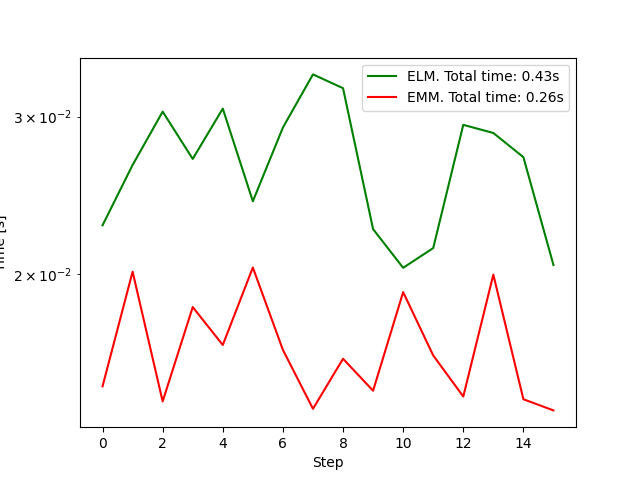 ELM. Total time: 0.43s
EMM. Total time: 0.26s
3 × 10⁻²
2 × 10⁻²
Time [s]
0 2 4 6 8 10 12 14
Step